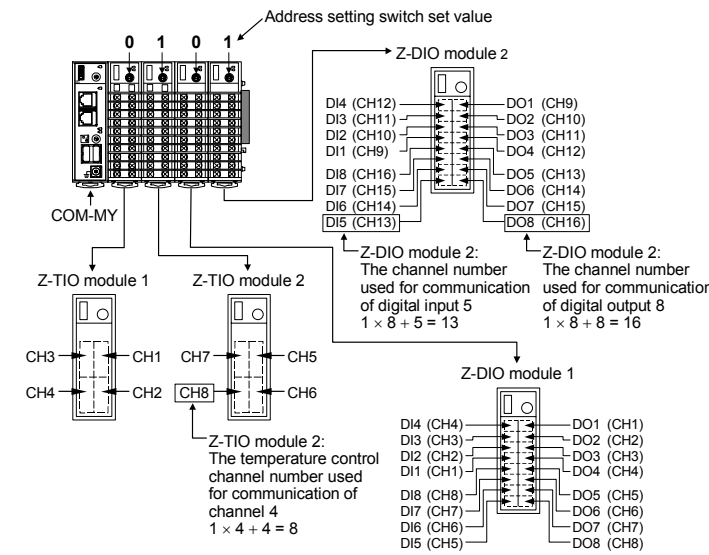 Address setting switch set value
0 1 0 1
COM-MY
Z-DIO module 2
DI4 (CH12)
DI3 (CH11)
DI2 (CH10)
DI1 (CH9)
DI8 (CH16)
DI7 (CH15)
DI6 (CH14)
DI5 (CH13)
DO1 (CH9)
DO2 (CH10)
DO3 (CH11)
DO4 (CH12)
DO5 (CH13)
DO6 (CH14)
DO7 (CH15)
DO8 (CH16)
Z-DIO module 2:
The channel number
used for communication
of digital input 5
1 × 8 + 5 = 13
Z-DIO module 2:
The channel number
used for communication
of digital output 8
1 × 8 + 8 = 16
Z-TIO module 1
CH3
CH4
CH1
CH2
Z-TIO module 2
CH7
CH8
CH5
CH6
Z-TIO module 2:
The temperature control
channel number used
for communication of
channel 4
1 × 4 + 4 = 8
Z-DIO module 1
DI4 (CH4)
DI3 (CH3)
DI2 (CH2)
DI1 (CH1)
DI8 (CH8)
DI7 (CH7)
DI6 (CH6)
DI5 (CH5)
DO1 (CH1)
DO2 (CH2)
DO3 (CH3)
DO4 (CH4)
DO5 (CH5)
DO6 (CH6)
DO7 (CH7)
DO8 (CH8)